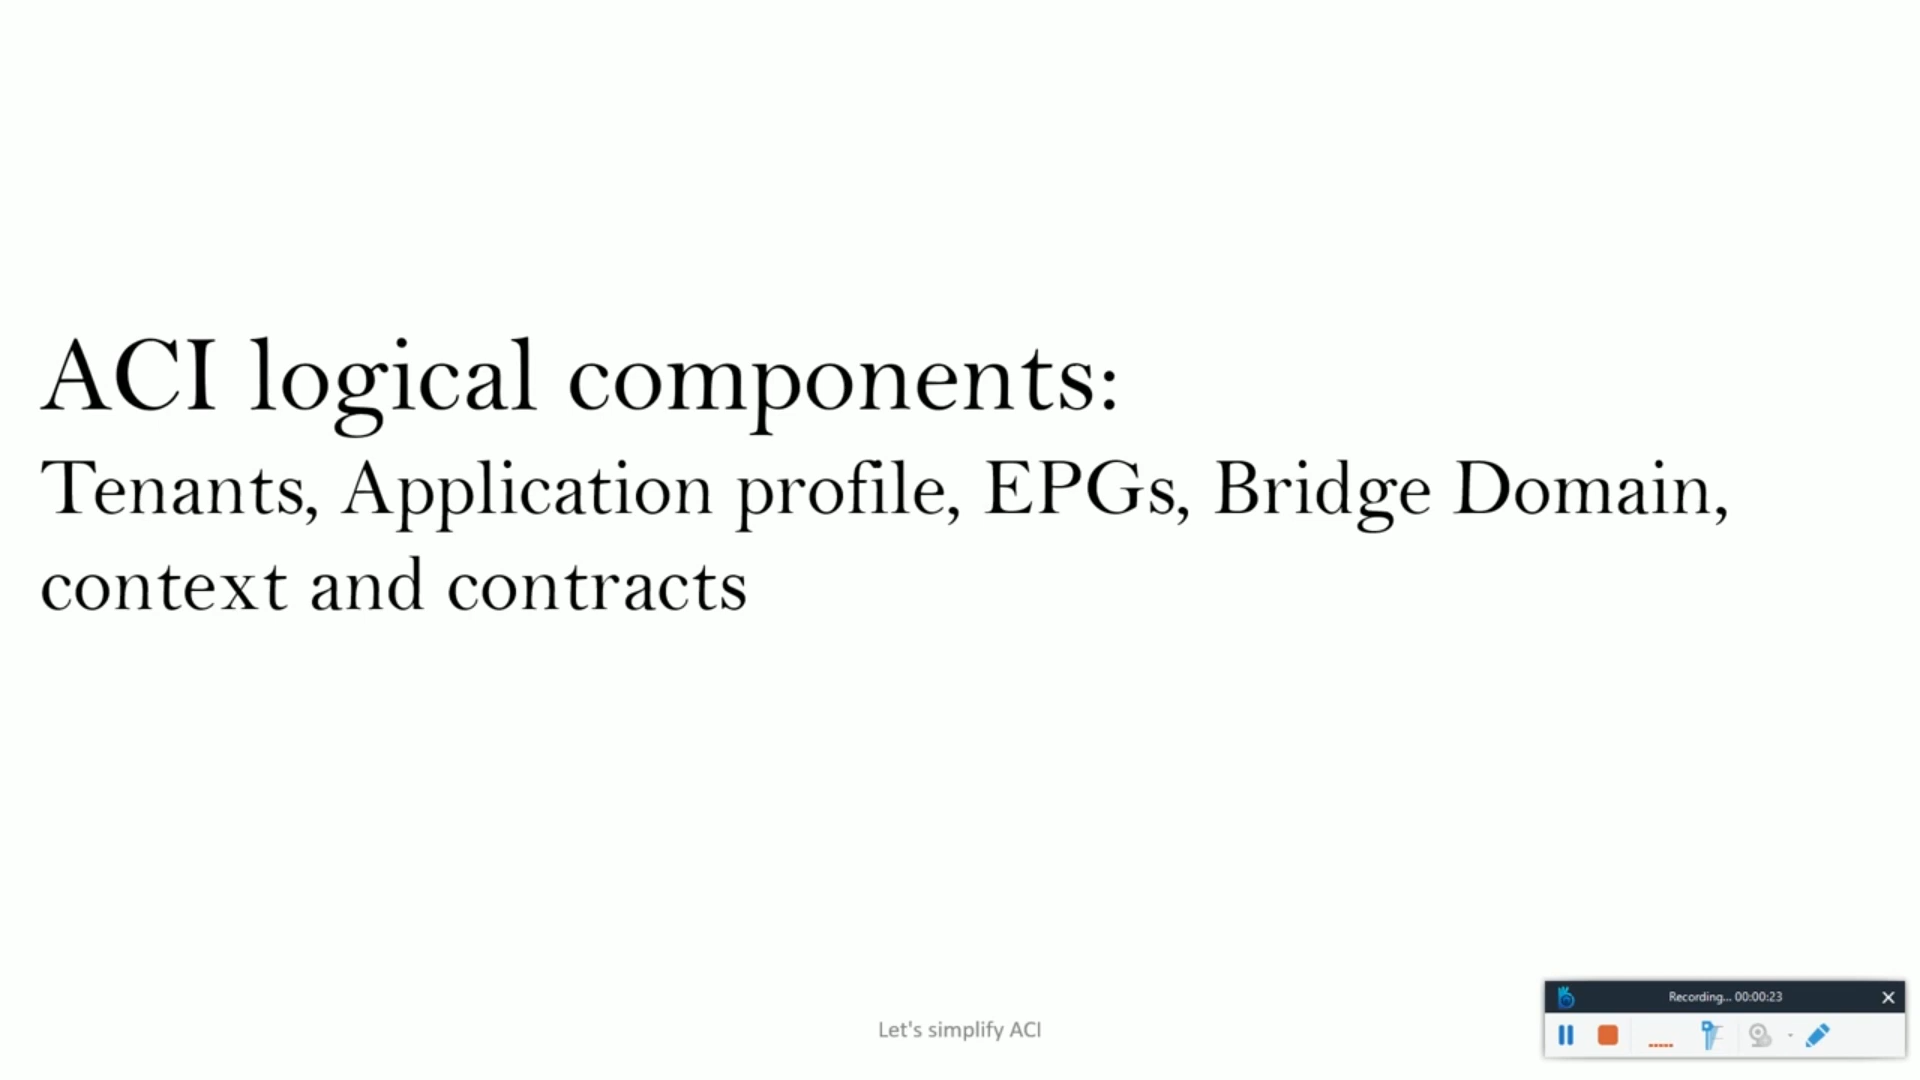 ACI logical components:
Tenants, Application profile, EPGs, Bridge Domain,
context and contracts
Let's simplify ACI
Recording... 00:00:23